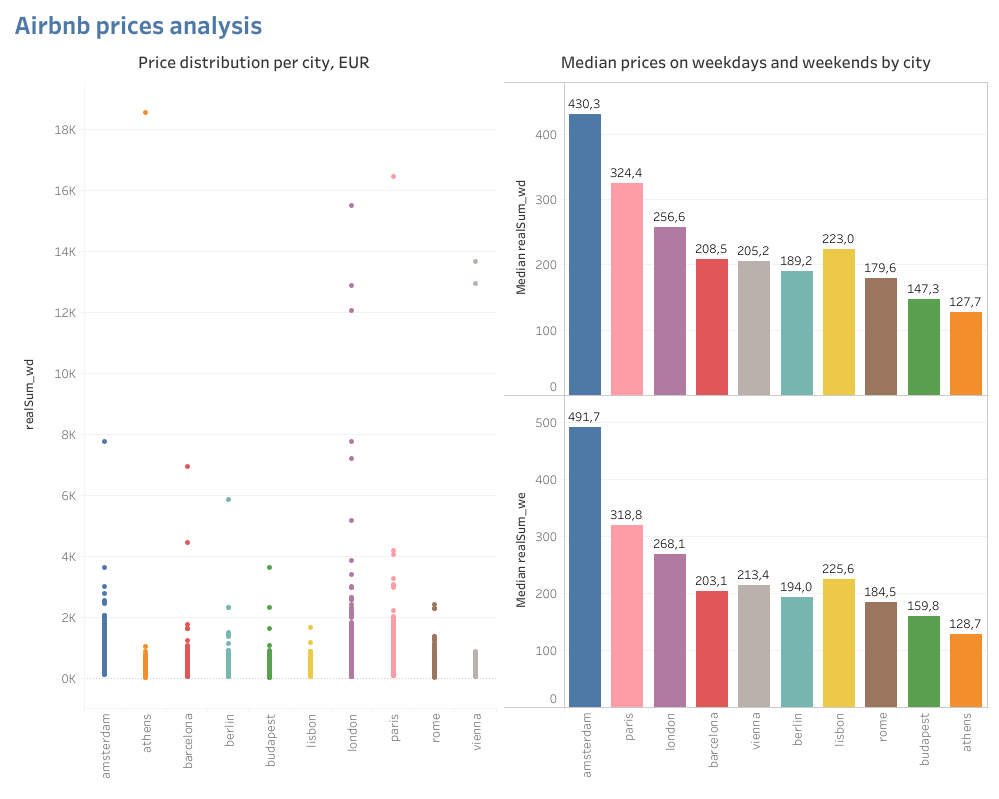 Airbnb prices analysis
Price distribution per city, EUR
realSum_wd
18K
16K
14K
12K
10K
8K
6K
4K
2K
0K
amsterdam
athens
barcelona
berlin
budapest
lisbon
london
paris
rome
vienna
Median prices on weekdays and weekends by city
Median realSum_wd
400
300
200
100
0
430,3
324,4
256,6
208,5
205,2
189,2
223,0
179,6
147,3
127,7
Median realSum_we
500
400
300
200
100
0
491,7
318,8
268,1
203,1
213,4
194,0
225,6
184,5
159,8
128,7
amsterdam
paris
london
barcelona
vienna
berlin
lisbon
rome
budapest
athens